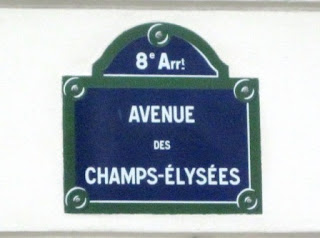 8e Arrt
AVENUE
DES
CHAMPS-ÉLYSÉES